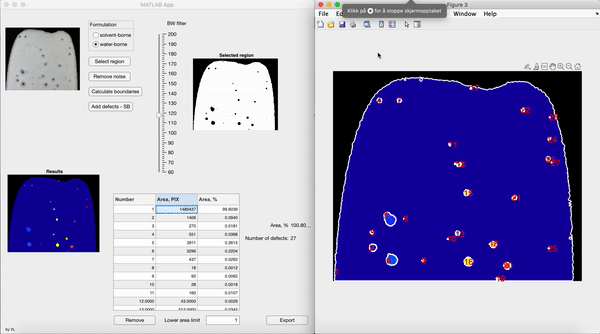 MATLAB App
Formulation
solvent-borne
water-borne
Select region
Remove noise
Calculate boundaries
Add defects - SB
BW filter
200
190
180
170
160
150
140
130
120
110
100
90
80
70
60
Selected region
Results
Number Area, PIX Area, %
1 1489437 99.6039
2 1406 0.0940
3 270 0.0181
4 551 0.0368
5 3911 0.2615
6 3296 0.2204
7 437 0.0292
8 18 0.0012
9 92 0.0062
10 28 0.0019
11 160 0.0107
12.0000 43.0000 0.0029
Area, % 100.80...
Number of defects: 27
Remove
Lower area limit
1
Export
by VL
Figure 3
File
Window
Help
Klikk på for å stoppe skjermopptaket